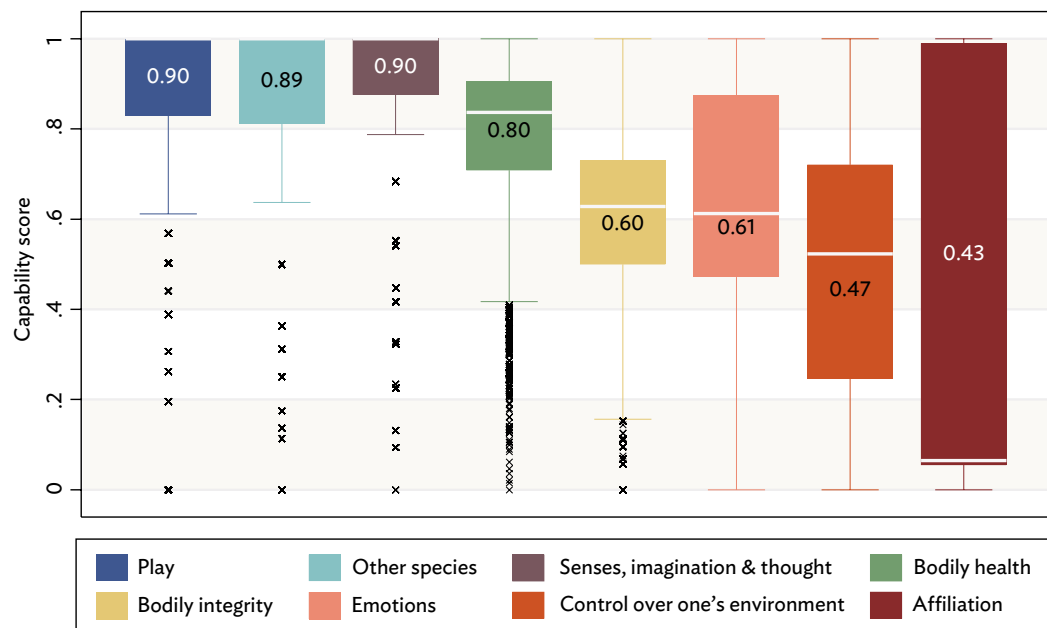 Capability score
1
.8
.6
.4
.2
0
0.90
0.89
0.90
0.80
0.60
0.61
0.47
0.43
Play
Other species
Senses, imagination & thought
Bodily health
Bodily integrity
Emotions
Control over one’s environment
Affiliation